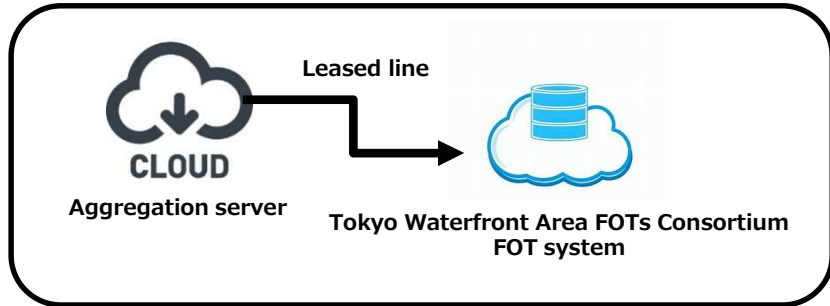 Leased line
CLOUD
Aggregation server
Tokyo Waterfront Area FOTs Consortium
FOT system